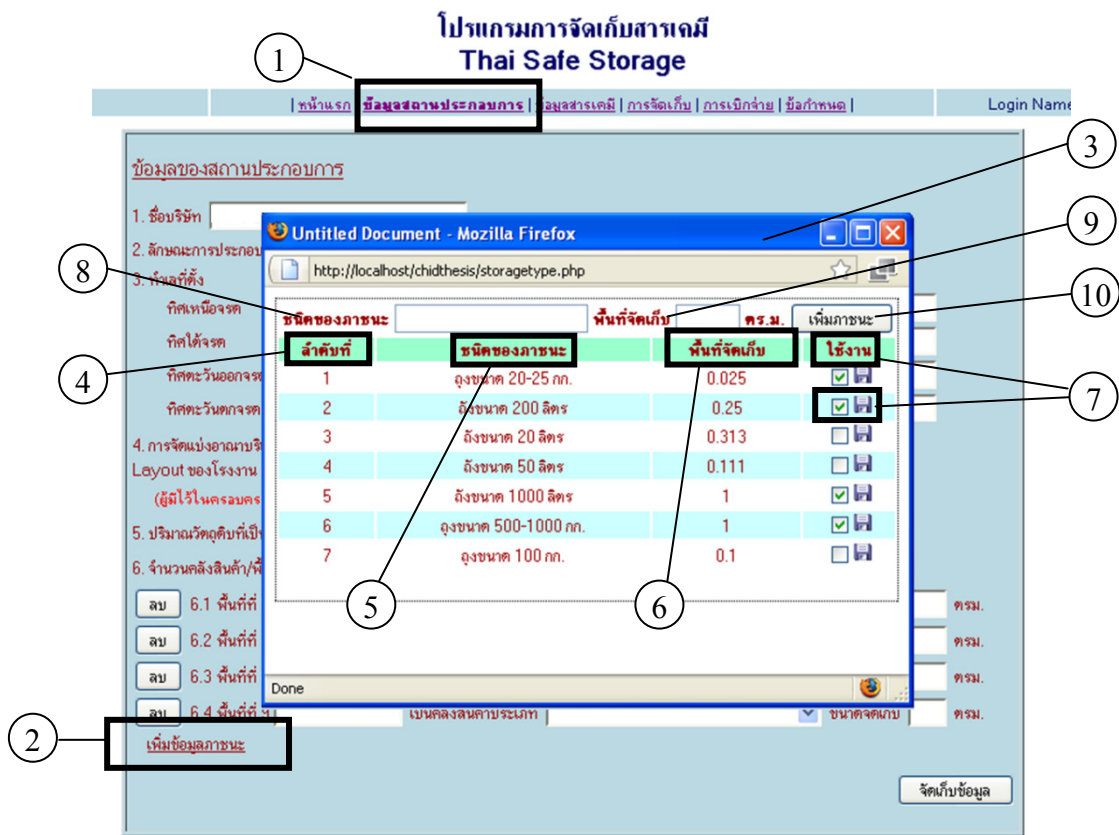 โปรแกรมการจัดเก็บสารเคมี
Thai Safe Storage
1
| หน้าแรก | ข้อมูลสถานประกอบการ | ข้อมูลสารเคมี | การจัดเก็บ | การเบิกจ่าย | ข้อกำหนด |
Login Name
3
ข้อมูลของสถานประกอบการ
9
1. ชื่อบริษัท
Untitled Document - Mozilla Firefox
2. ลักษณะการประกอบ
8
http://localhost/chidthesis/storagetype.php
3. ทำเลที่ตั้ง
10
ทิศเหนือจรด
ชนิดของภาชนะ พื้นที่จัดเก็บ ตร.ม. เพิ่มภาชนะ
ทิศใต้จรด
ลำดับที่ ชนิดของภาชนะ พื้นที่จัดเก็บ ใช้งาน
4
ทิศตะวันออกจรด
1 ถุงขนาด 20-25 กก. 0.025
7
ทิศตะวันตกจรด
2 ถังขนาด 200 ลิตร 0.25
3 ถังขนาด 20 ลิตร 0.313
4. การจัดแบ่งอาณาบริ
4 ถังขนาด 50 ลิตร 0.111
Layout ของโรงงาน
5 ถังขนาด 1000 ลิตร 1
(ผู้มีไว้ในครอบคร
6 ถุงขนาด 500-1000 กก. 1
5. ปริมาณวัตถุดิบที่เป็
7 ถุงขนาด 100 กก. 0.1
6. จำนวนคลังสินค้า/พื้
5
6
ลบ 6.1 พื้นที่ที่ ตรม.
ลบ 6.2 พื้นที่ที่ ตรม.
ลบ 6.3 พื้นที่ที่ ตรม.
Done
ลบ 6.4 พื้นที่ที่ เป็นคลังสินค้าประเภท ขนาดจัดเก็บ ตรม.
2
เพิ่มข้อมูลภาชนะ
จัดเก็บข้อมูล